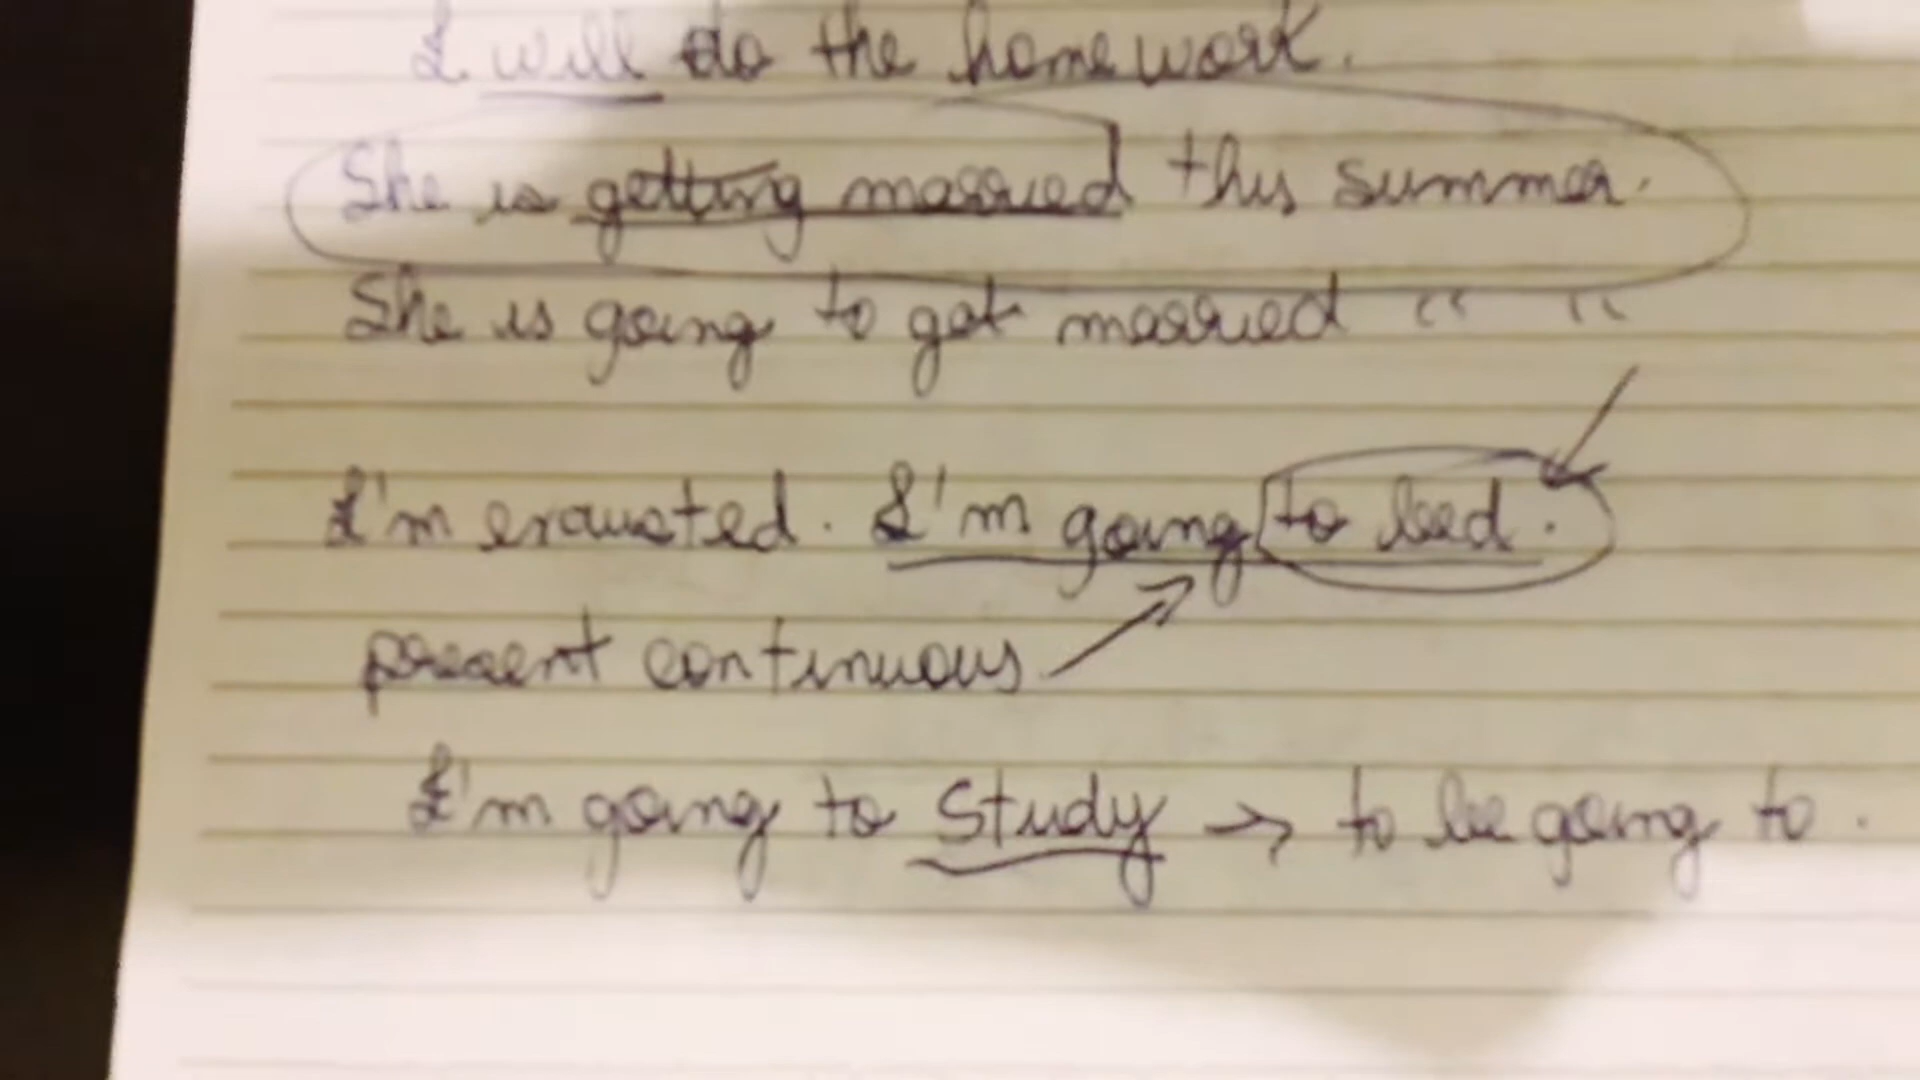 I will do the homework.
She is getting married this summer.
She is going to get married " "
I'm exausted. I'm going to bed.
present continuous
I'm going to study → to be going to.